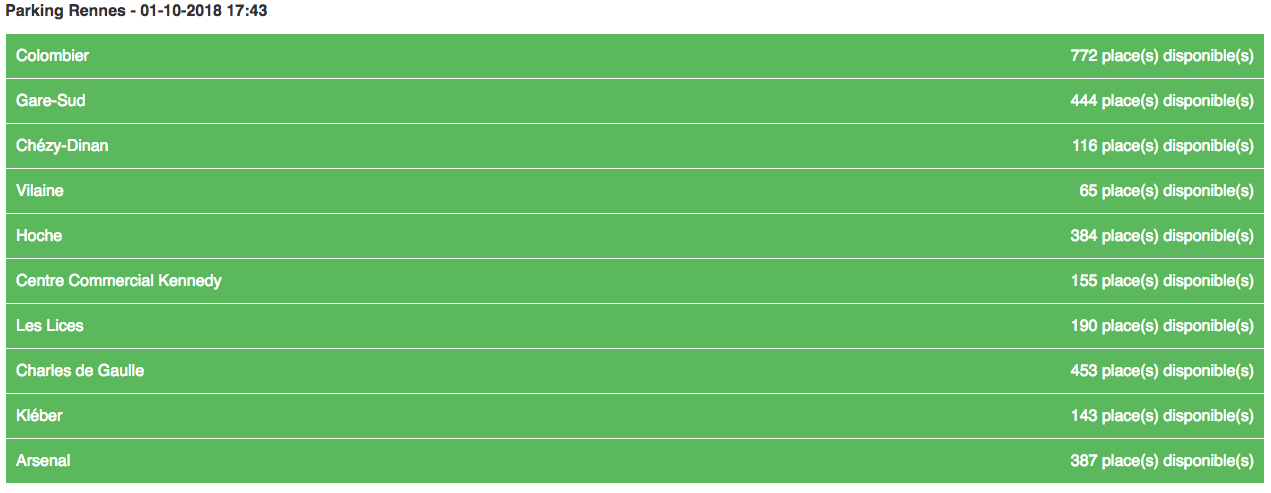 Parking Rennes - 01-10-2018 17:43
Colombier 772 place(s) disponible(s)
Gare-Sud 444 place(s) disponible(s)
Chézy-Dinan 116 place(s) disponible(s)
Vilaine 65 place(s) disponible(s)
Hoche 384 place(s) disponible(s)
Centre Commercial Kennedy 155 place(s) disponible(s)
Les Lices 190 place(s) disponible(s)
Charles de Gaulle 453 place(s) disponible(s)
Kléber 143 place(s) disponible(s)
Arsenal 387 place(s) disponible(s)